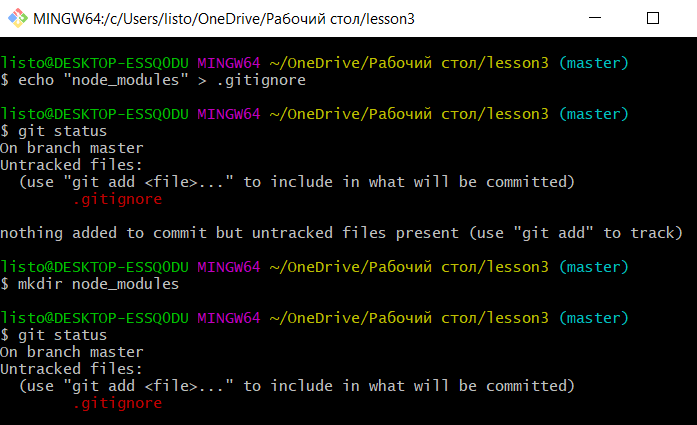 MINGW64:/c/Users/listo/OneDrive/Рабочий стол/lesson3
listo@DESKTOP-ESSQ0DU MINGW64 ~/OneDrive/Рабочий стол/lesson3 (master)
$ echo "node_modules" > .gitignore
listo@DESKTOP-ESSQ0DU MINGW64 ~/OneDrive/Рабочий стол/lesson3 (master)
$ git status
On branch master
Untracked files:
  (use "git add <file>..." to include in what will be committed)
        .gitignore
nothing added to commit but untracked files present (use "git add" to track)
listo@DESKTOP-ESSQ0DU MINGW64 ~/OneDrive/Рабочий стол/lesson3 (master)
$ mkdir node_modules
listo@DESKTOP-ESSQ0DU MINGW64 ~/OneDrive/Рабочий стол/lesson3 (master)
$ git status
On branch master
Untracked files:
  (use "git add <file>..." to include in what will be committed)
        .gitignore